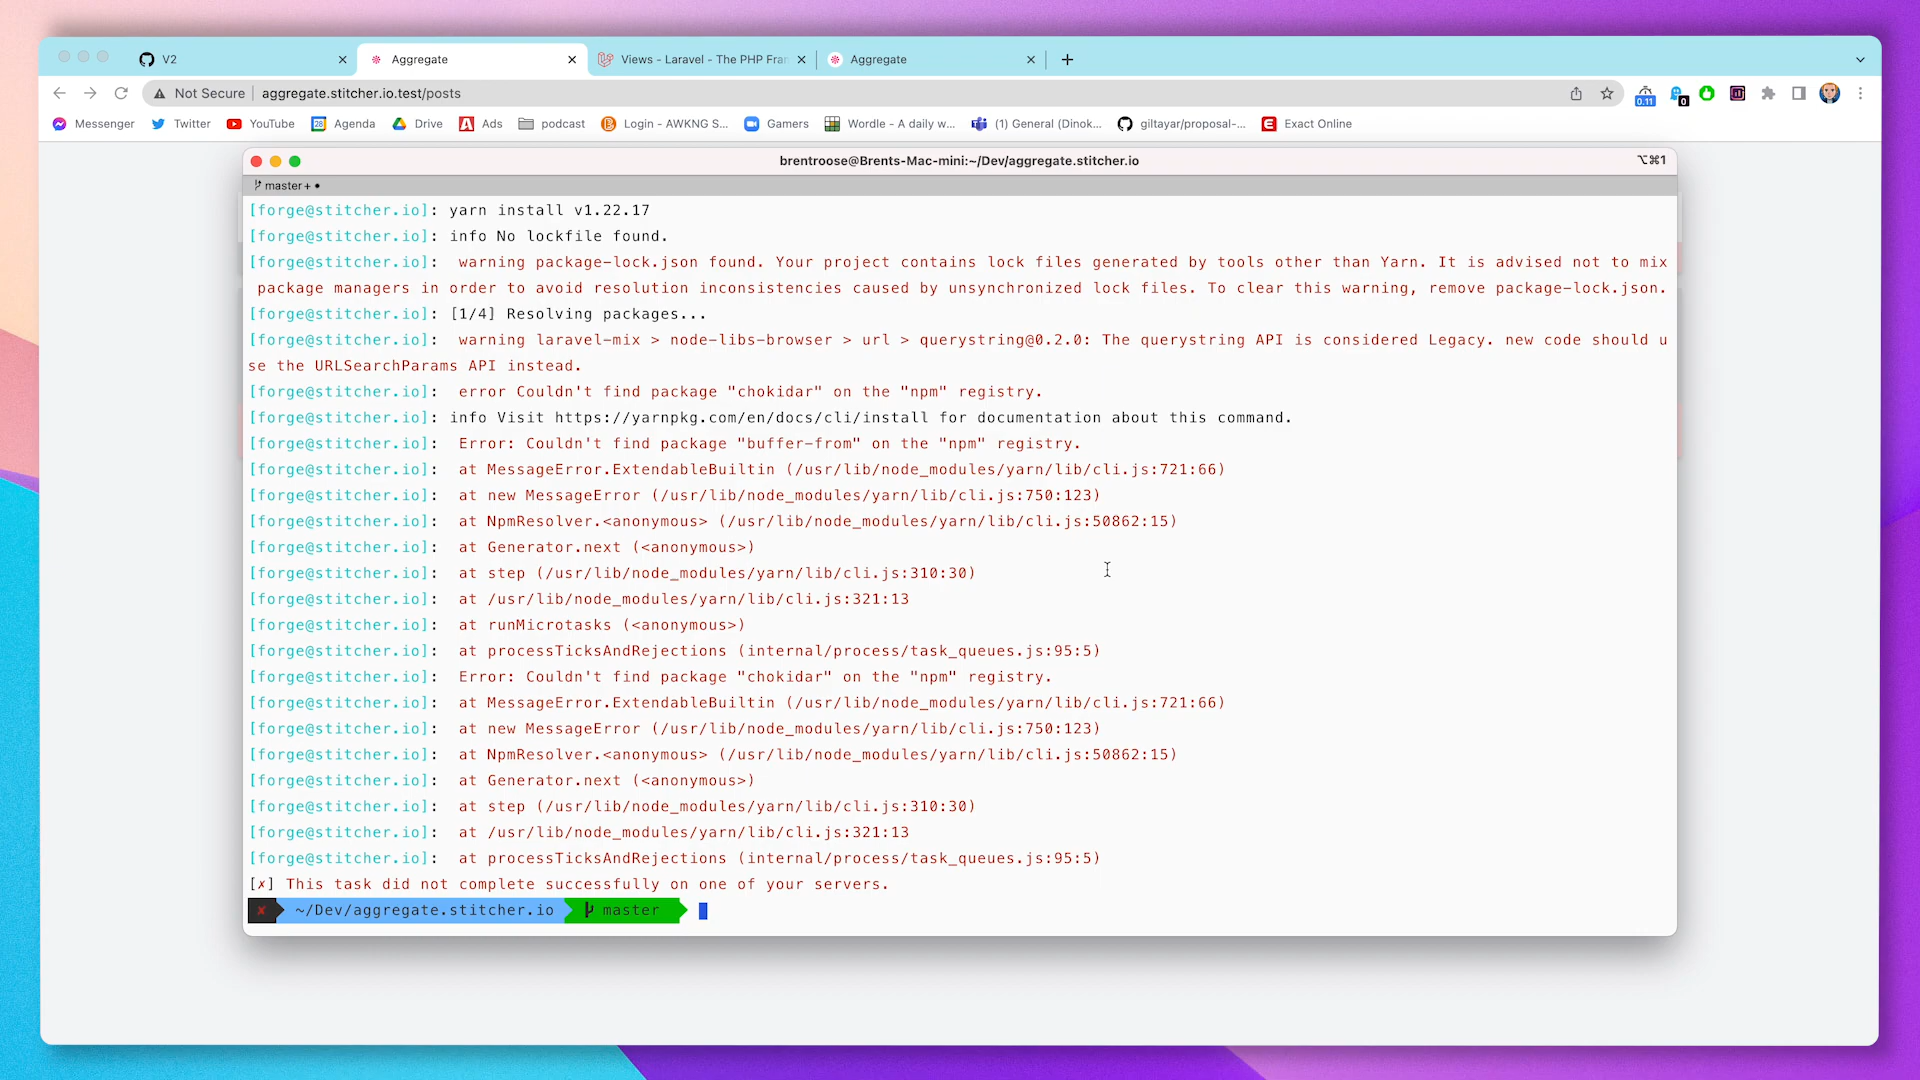 V2
Aggregate
Views - Laravel - The PHP Fran
Aggregate
Not Secure
aggregate.stitcher.io.test/posts
0.11
0
Messenger
Twitter
YouTube
28
Agenda
Drive
Ads
podcast
Login - AWKNG S...
Gamers
Wordle - A daily w...
(1) General (Dinok...
giltayar/proposal-...
Exact Online
brentroose@Brents-Mac-mini:~/Dev/aggregate.stitcher.io
⌥⌘1
master+ •
[forge@stitcher.io]: yarn install v1.22.17
[forge@stitcher.io]: info No lockfile found.
[forge@stitcher.io]: warning package-lock.json found. Your project contains lock files generated by tools other than Yarn. It is advised not to mix
package managers in order to avoid resolution inconsistencies caused by unsynchronized lock files. To clear this warning, remove package-lock.json.
[forge@stitcher.io]: [1/4] Resolving packages...
[forge@stitcher.io]: warning laravel-mix > node-libs-browser > url > querystring@0.2.0: The querystring API is considered Legacy. new code should u
se the URLSearchParams API instead.
[forge@stitcher.io]: error Couldn't find package "chokidar" on the "npm" registry.
[forge@stitcher.io]: info Visit https://yarnpkg.com/en/docs/cli/install for documentation about this command.
[forge@stitcher.io]: Error: Couldn't find package "buffer-from" on the "npm" registry.
[forge@stitcher.io]: at MessageError.ExtendableBuiltin (/usr/lib/node_modules/yarn/lib/cli.js:721:66)
[forge@stitcher.io]: at new MessageError (/usr/lib/node_modules/yarn/lib/cli.js:750:123)
[forge@stitcher.io]: at NpmResolver.<anonymous> (/usr/lib/node_modules/yarn/lib/cli.js:50862:15)
[forge@stitcher.io]: at Generator.next (<anonymous>)
[forge@stitcher.io]: at step (/usr/lib/node_modules/yarn/lib/cli.js:310:30)
[forge@stitcher.io]: at /usr/lib/node_modules/yarn/lib/cli.js:321:13
[forge@stitcher.io]: at runMicrotasks (<anonymous>)
[forge@stitcher.io]: at processTicksAndRejections (internal/process/task_queues.js:95:5)
[forge@stitcher.io]: Error: Couldn't find package "chokidar" on the "npm" registry.
[forge@stitcher.io]: at MessageError.ExtendableBuiltin (/usr/lib/node_modules/yarn/lib/cli.js:721:66)
[forge@stitcher.io]: at new MessageError (/usr/lib/node_modules/yarn/lib/cli.js:750:123)
[forge@stitcher.io]: at NpmResolver.<anonymous> (/usr/lib/node_modules/yarn/lib/cli.js:50862:15)
[forge@stitcher.io]: at Generator.next (<anonymous>)
[forge@stitcher.io]: at step (/usr/lib/node_modules/yarn/lib/cli.js:310:30)
[forge@stitcher.io]: at /usr/lib/node_modules/yarn/lib/cli.js:321:13
[forge@stitcher.io]: at processTicksAndRejections (internal/process/task_queues.js:95:5)
[✗] This task did not complete successfully on one of your servers.
✘ ~/Dev/aggregate.stitcher.io master